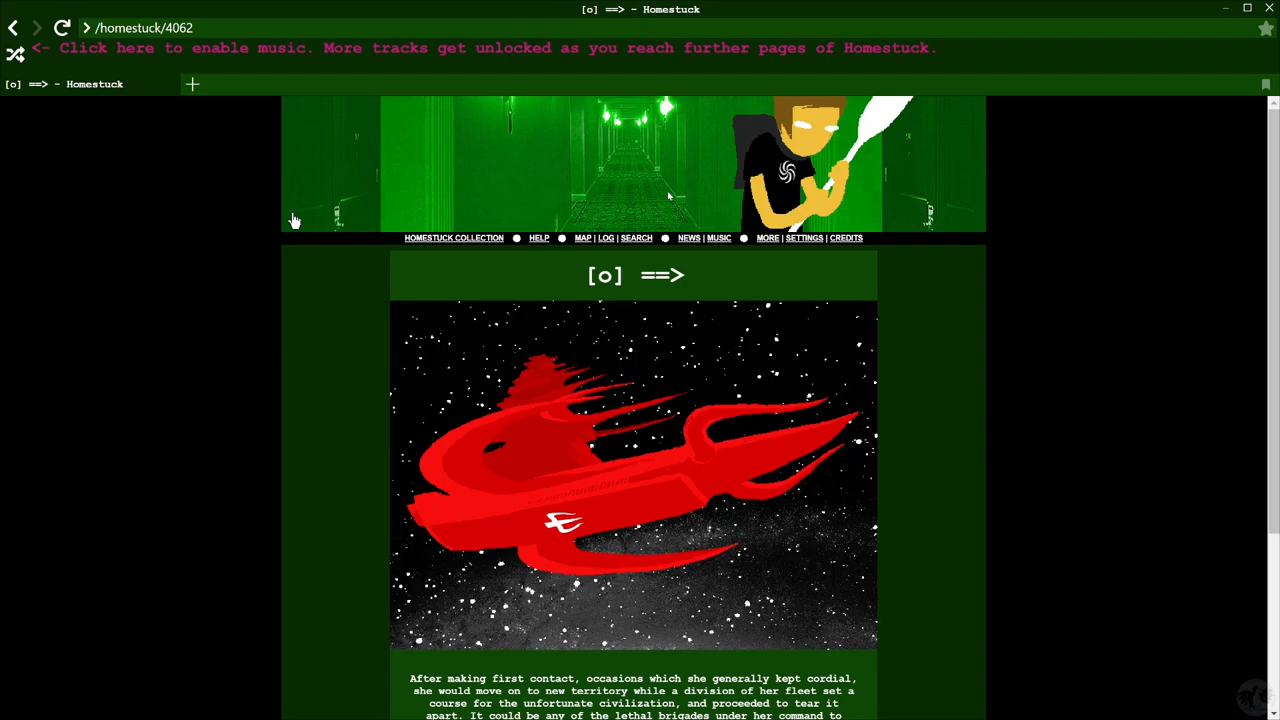 [o] ==> - Homestuck
/homestuck/4062
<- Click here to enable music. More tracks get unlocked as you reach further pages of Homestuck.
[o] ==> - Homestuck
HOMESTUCK COLLECTION HELP MAP | LOG | SEARCH NEWS | MUSIC MORE | SETTINGS | CREDITS
[o] ==>
After making first contact, occasions which she generally kept cordial,
she would move on to new territory while a division of her fleet set a
course for the unfortunate civilization, and proceeded to tear it
apart. It could be any of the lethal brigades under her command to